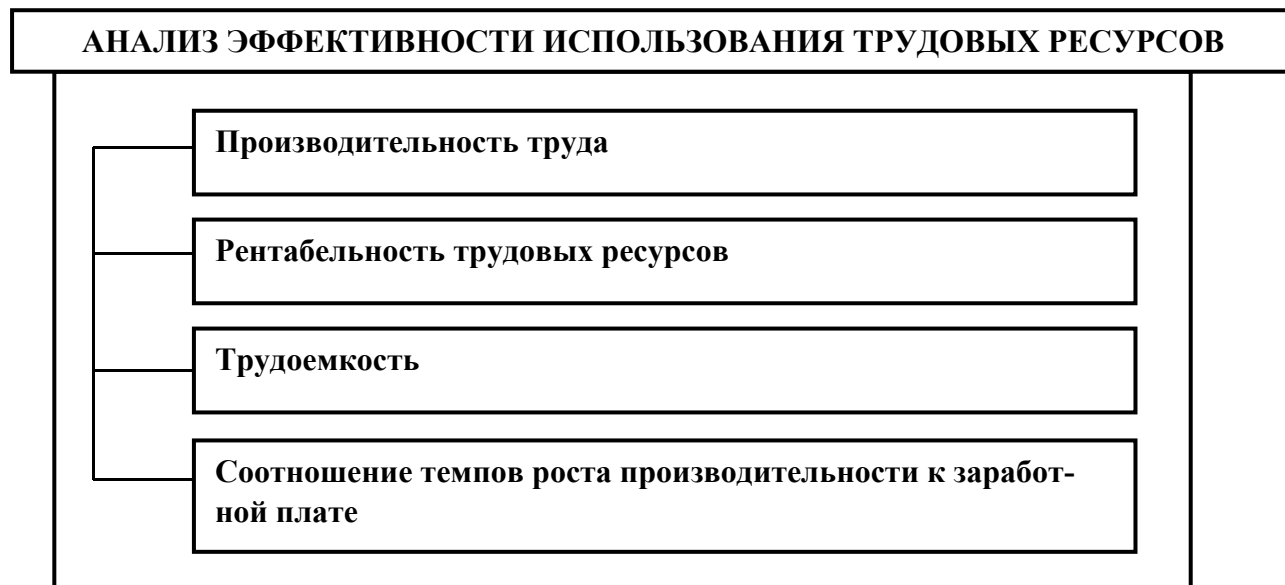 АНАЛИЗ ЭФФЕКТИВНОСТИ ИСПОЛЬЗОВАНИЯ ТРУДОВЫХ РЕСУРСОВ
Производительность труда
Рентабельность трудовых ресурсов
Трудоемкость
Соотношение темпов роста производительности к заработ-
ной плате